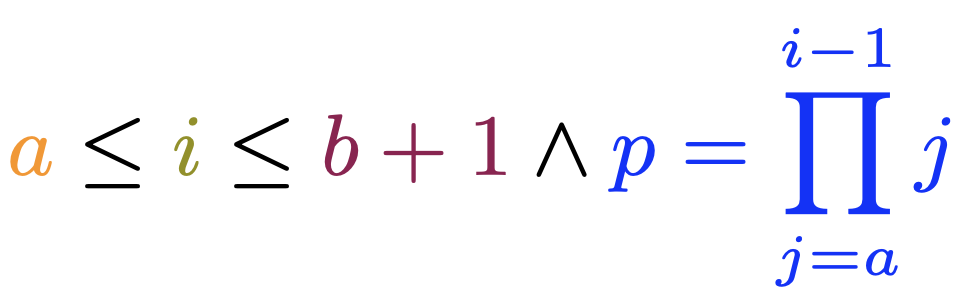 a ≤ i ≤ b + 1 ∧ p = ∏_{j=a}^{i−1} j